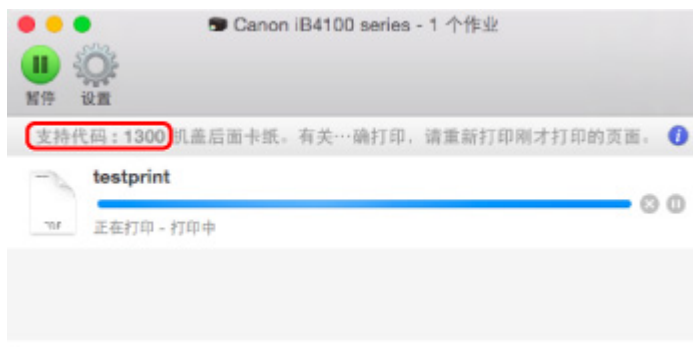 Canon iB4100 series - 1 个作业
暂停
设置
支持代码：1300 机盖后面卡纸。有关…确打印，请重新打印刚才打印的页面。
testprint
正在打印 - 打印中